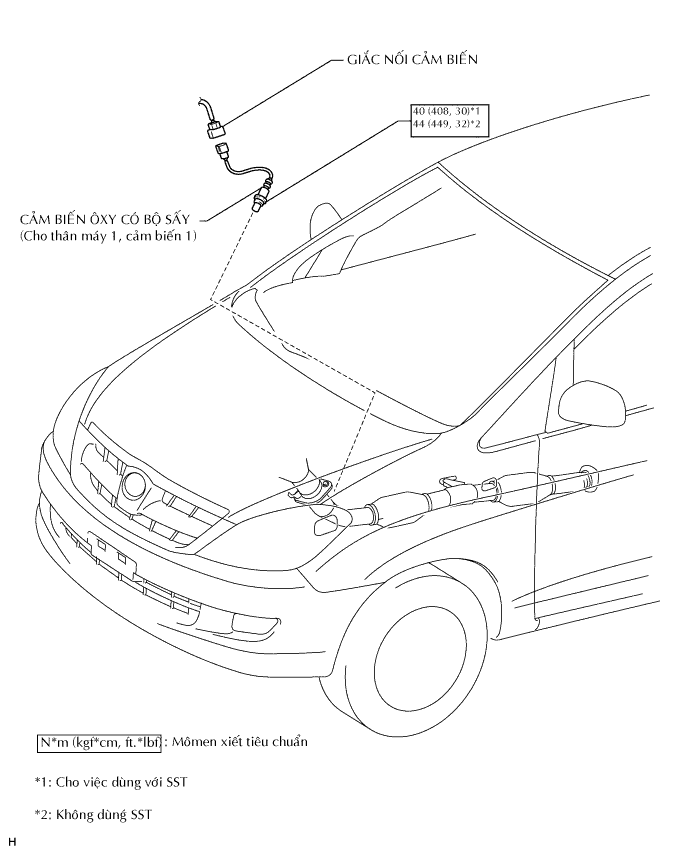 GIẮC NỐI CẢM BIẾN
40 (408, 30)*1
44 (449, 32)*2
CẢM BIẾN ÔXY CÓ BỘ SẤY
(Cho thân máy 1, cảm biến 1)
N*m (kgf*cm, ft.*lbf) : Mômen xiết tiêu chuẩn
*1: Cho việc dùng với SST
*2: Không dùng SST
H